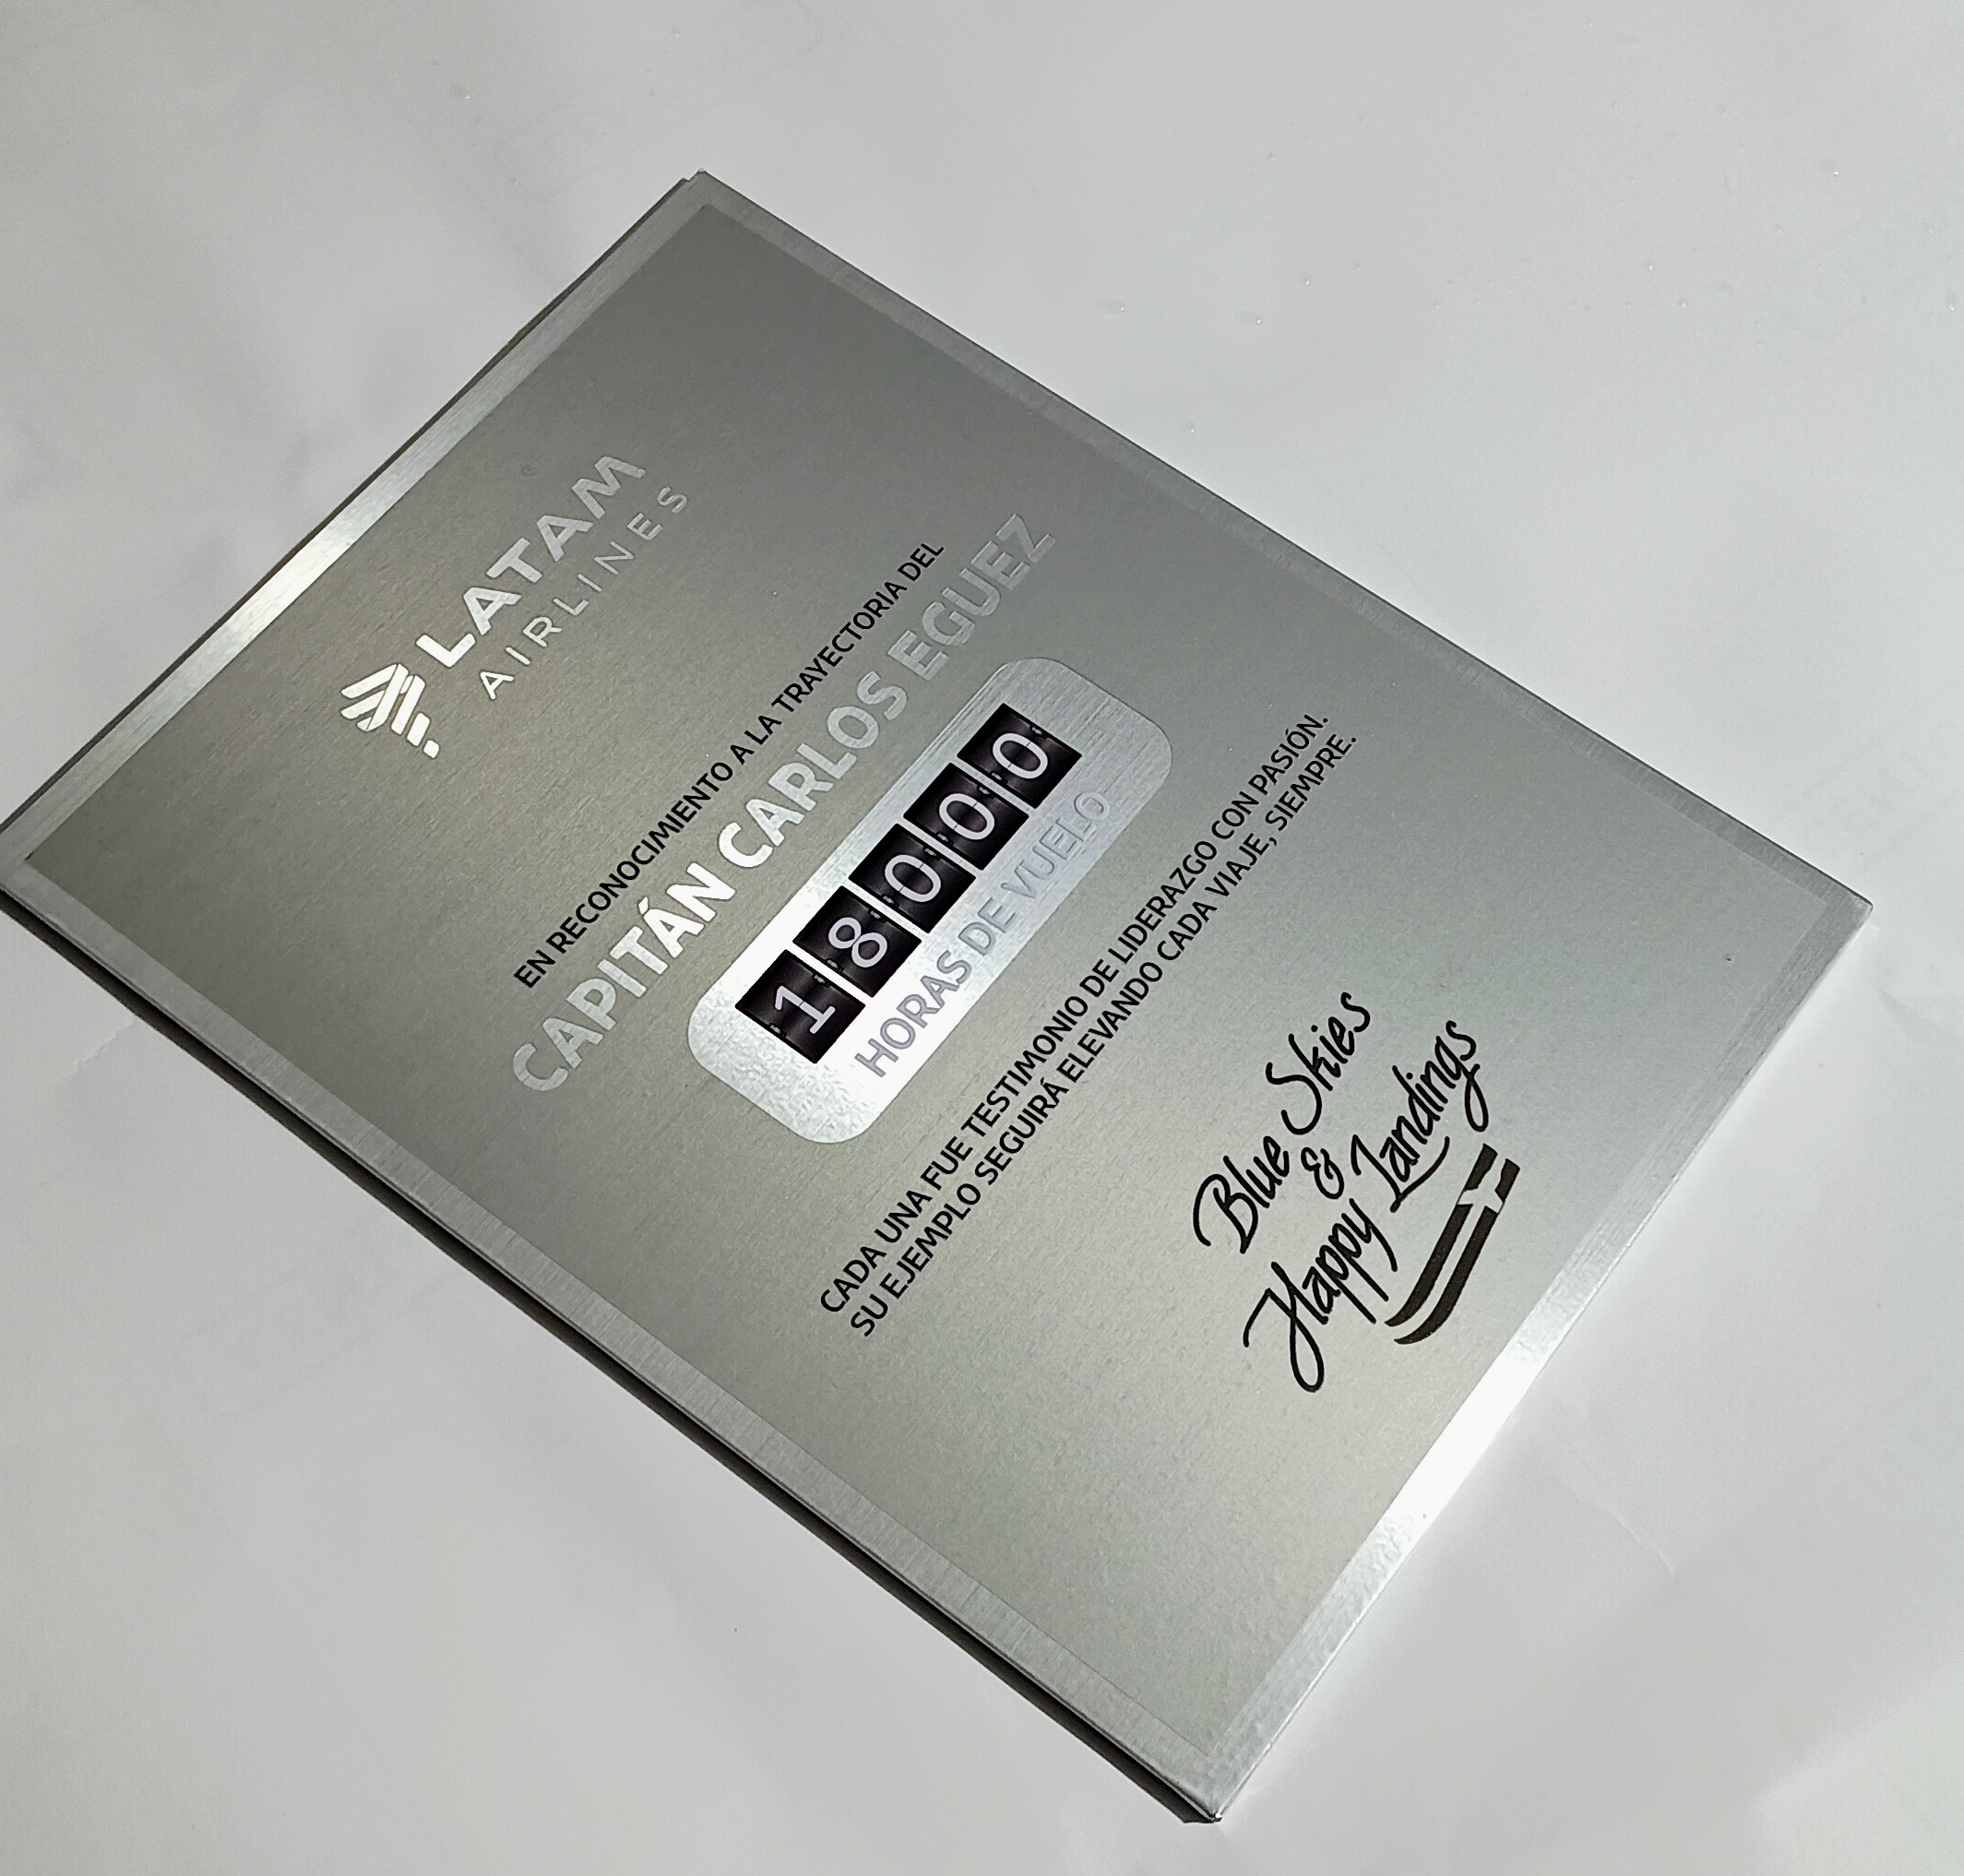 LATAM
AIRLINES
EN RECONOCIMIENTO A LA TRAYECTORIA DEL
CAPITÁN CARLOS EGUEZ
18000
HORAS DE VUELO
CADA UNA FUE TESTIMONIO DE LIDERAZGO CON PASIÓN.
SU EJEMPLO SEGUIRÁ ELEVANDO CADA VIAJE, SIEMPRE.
Blue Skies
&
Happy Landings